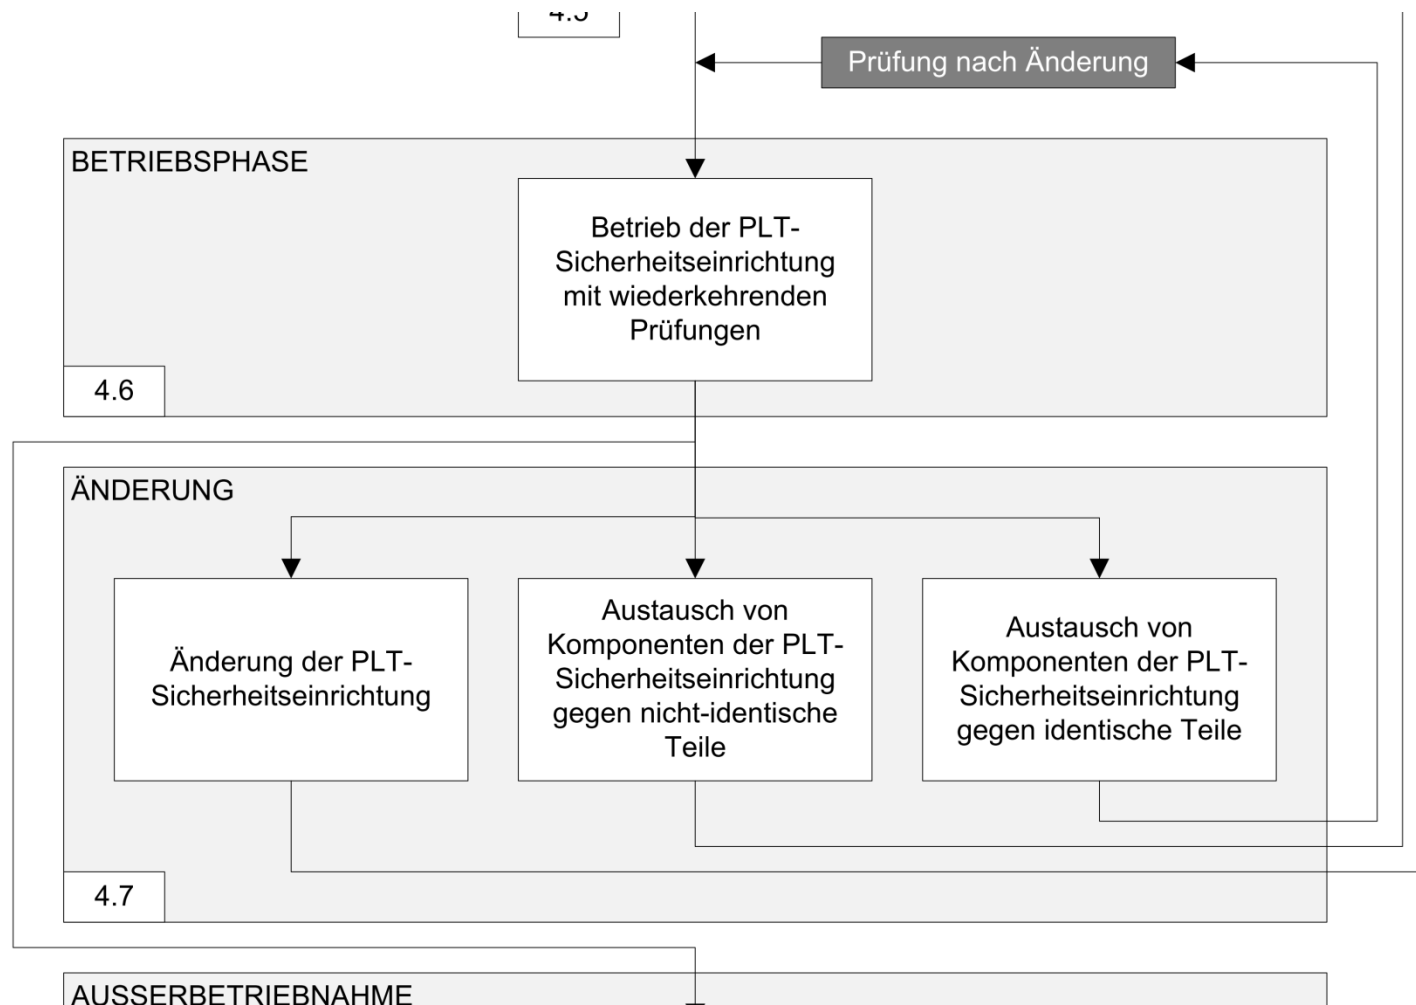 4.5
Prüfung nach Änderung
BETRIEBSPHASE
Betrieb der PLT-
Sicherheitseinrichtung
mit wiederkehrenden
Prüfungen
4.6
ÄNDERUNG
Änderung der PLT-
Sicherheitseinrichtung
Austausch von
Komponenten der PLT-
Sicherheitseinrichtung
gegen nicht-identische
Teile
Austausch von
Komponenten der PLT-
Sicherheitseinrichtung
gegen identische Teile
4.7
AUSSERBETRIEBNAHME